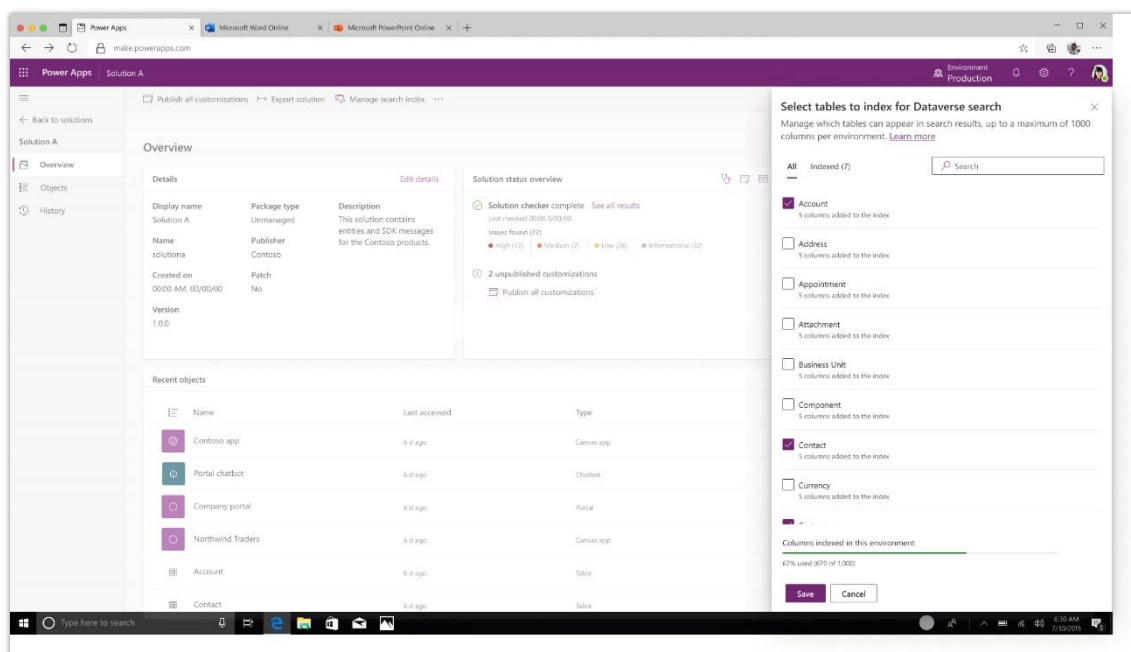 Power Apps
Microsoft Word Online
Microsoft PowerPoint Online
make.powerapps.com
Power Apps Solution A
Environment
Production
Publish all customizations Export solution Manage search index
Back to solutions
Solution A
Overview
Objects
History
Overview
Details Edit details
Display name
Solution A
Name
solutiona
Created on
00:00 AM, 00/00/00
Version
1.0.0
Package type
Unmanaged
Publisher
Contoso
Patch
No
Description
This solution contains
entities and SDK messages
for the Contoso products.
Solution status overview
Solution checker complete See all results
Last checked 00:00 0/00/00
Issues found (72)
High (12) Medium (2) Low (26) Informational (32)
2 unpublished customizations
Publish all customizations
Recent objects
Name Last accessed Type
Contoso app 6 d ago Canvas app
Portal chatbot 6 d ago Chatbot
Company portal 6 d ago Portal
Northwind Traders 6 d ago Canvas app
Account 6 d ago Table
Contact 6 d ago Table
Select tables to index for Dataverse search
Manage which tables can appear in search results, up to a maximum of 1000
columns per environment. Learn more
All Indexed (7) Search
Account
5 columns added to the index
Address
5 columns added to the index
Appointment
5 columns added to the index
Attachment
5 columns added to the index
Business Unit
5 columns added to the index
Component
5 columns added to the index
Contact
5 columns added to the index
Currency
5 columns added to the index
Columns indexed in this environment
67% used (670 of 1,000)
Save Cancel
Type here to search
6:30 AM
7/30/2015